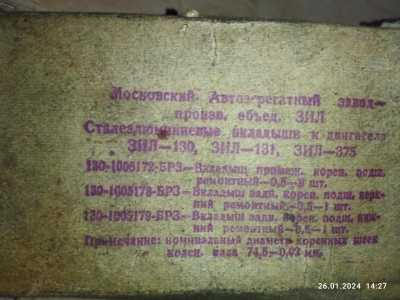 Московский Автоагрегатный завод—
произв. объед. ЗИЛ
Сталеалюминиевые вкладыши к двигателю
ЗИЛ—130, ЗИЛ—131, ЗИЛ—375
130-1005172-БРЗ—Вкладыш промеж. корен. подш.
ремонтный—0,5—8 шт.
130-1005178-БРЗ—Вкладыш задн. корен. подш. верх-
ний ремонтный—0,5—1 шт.
130-1005179-БРЗ—Вкладыш задн. корен. подш. ниж-
ний ремонтный—0,5—1 шт.
Примечание: номинальный диаметр коренных шеек
колен. вала 74,5—0,02 мм.
26.01.2024 14:27